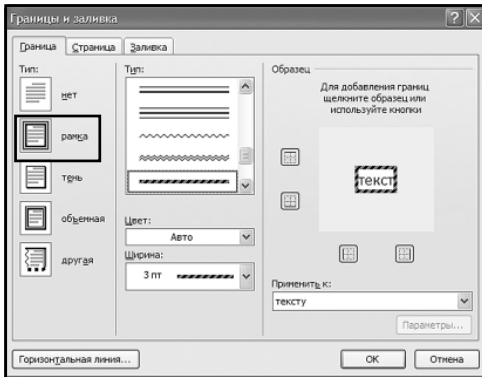 Границы и заливка
Граница Страница Заливка
Тип:
нет
рамка
тень
объемная
другая
Тип:
Цвет:
Авто
Ширина:
3 пт
Образец
Для добавления границ
щелкните образец или
используйте кнопки
текст
Применить к:
тексту
Параметры...
Горизонтальная линия...
ОК Отмена